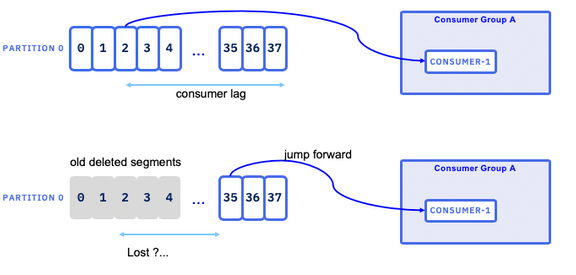 Consumer Group A
PARTITION 0 0 1 2 3 4 ... 35 36 37
CONSUMER-1
consumer lag
old deleted segments
jump forward
Consumer Group A
PARTITION 0 0 1 2 3 4 ... 35 36 37
CONSUMER-1
Lost ?...